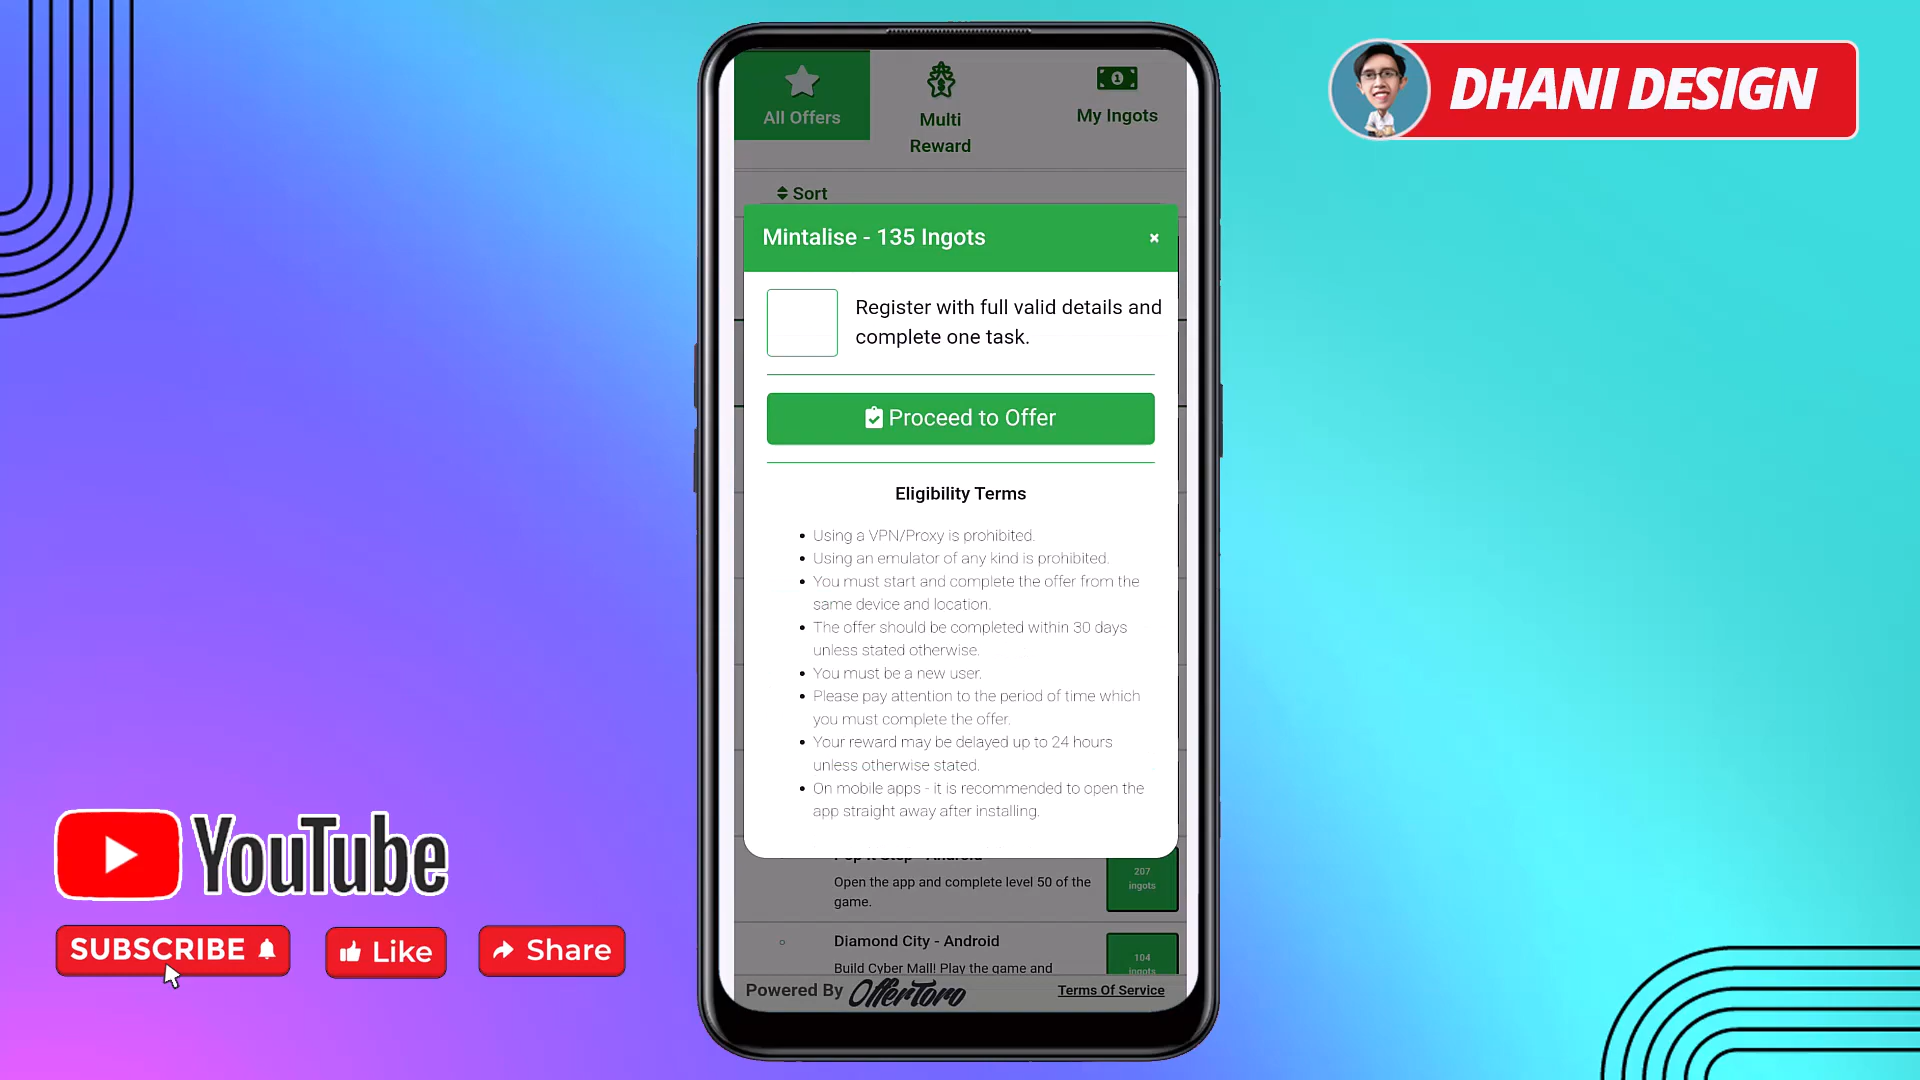 DHANI DESIGN
All Offers
Multi
Reward
My Ingots
Sort
Mintalise - 135 Ingots
×
Register with full valid details and
complete one task.
Proceed to Offer
Eligibility Terms
Using a VPN/Proxy is prohibited.
Using an emulator of any kind is prohibited.
You must start and complete the offer from the
same device and location.
The offer should be completed within 30 days
unless stated otherwise.
You must be a new user.
Please pay attention to the period of time which
you must complete the offer.
Your reward may be delayed up to 24 hours
unless otherwise stated.
On mobile apps - it is recommended to open the
app straight away after installing.
Open the app and complete level 50 of the
game.
207
ingots
Diamond City - Android
Build Cyber Mall! Play the game and
104
ingots
Powered By OfferToro
Terms Of Service
YouTube
SUBSCRIBE
Like
Share